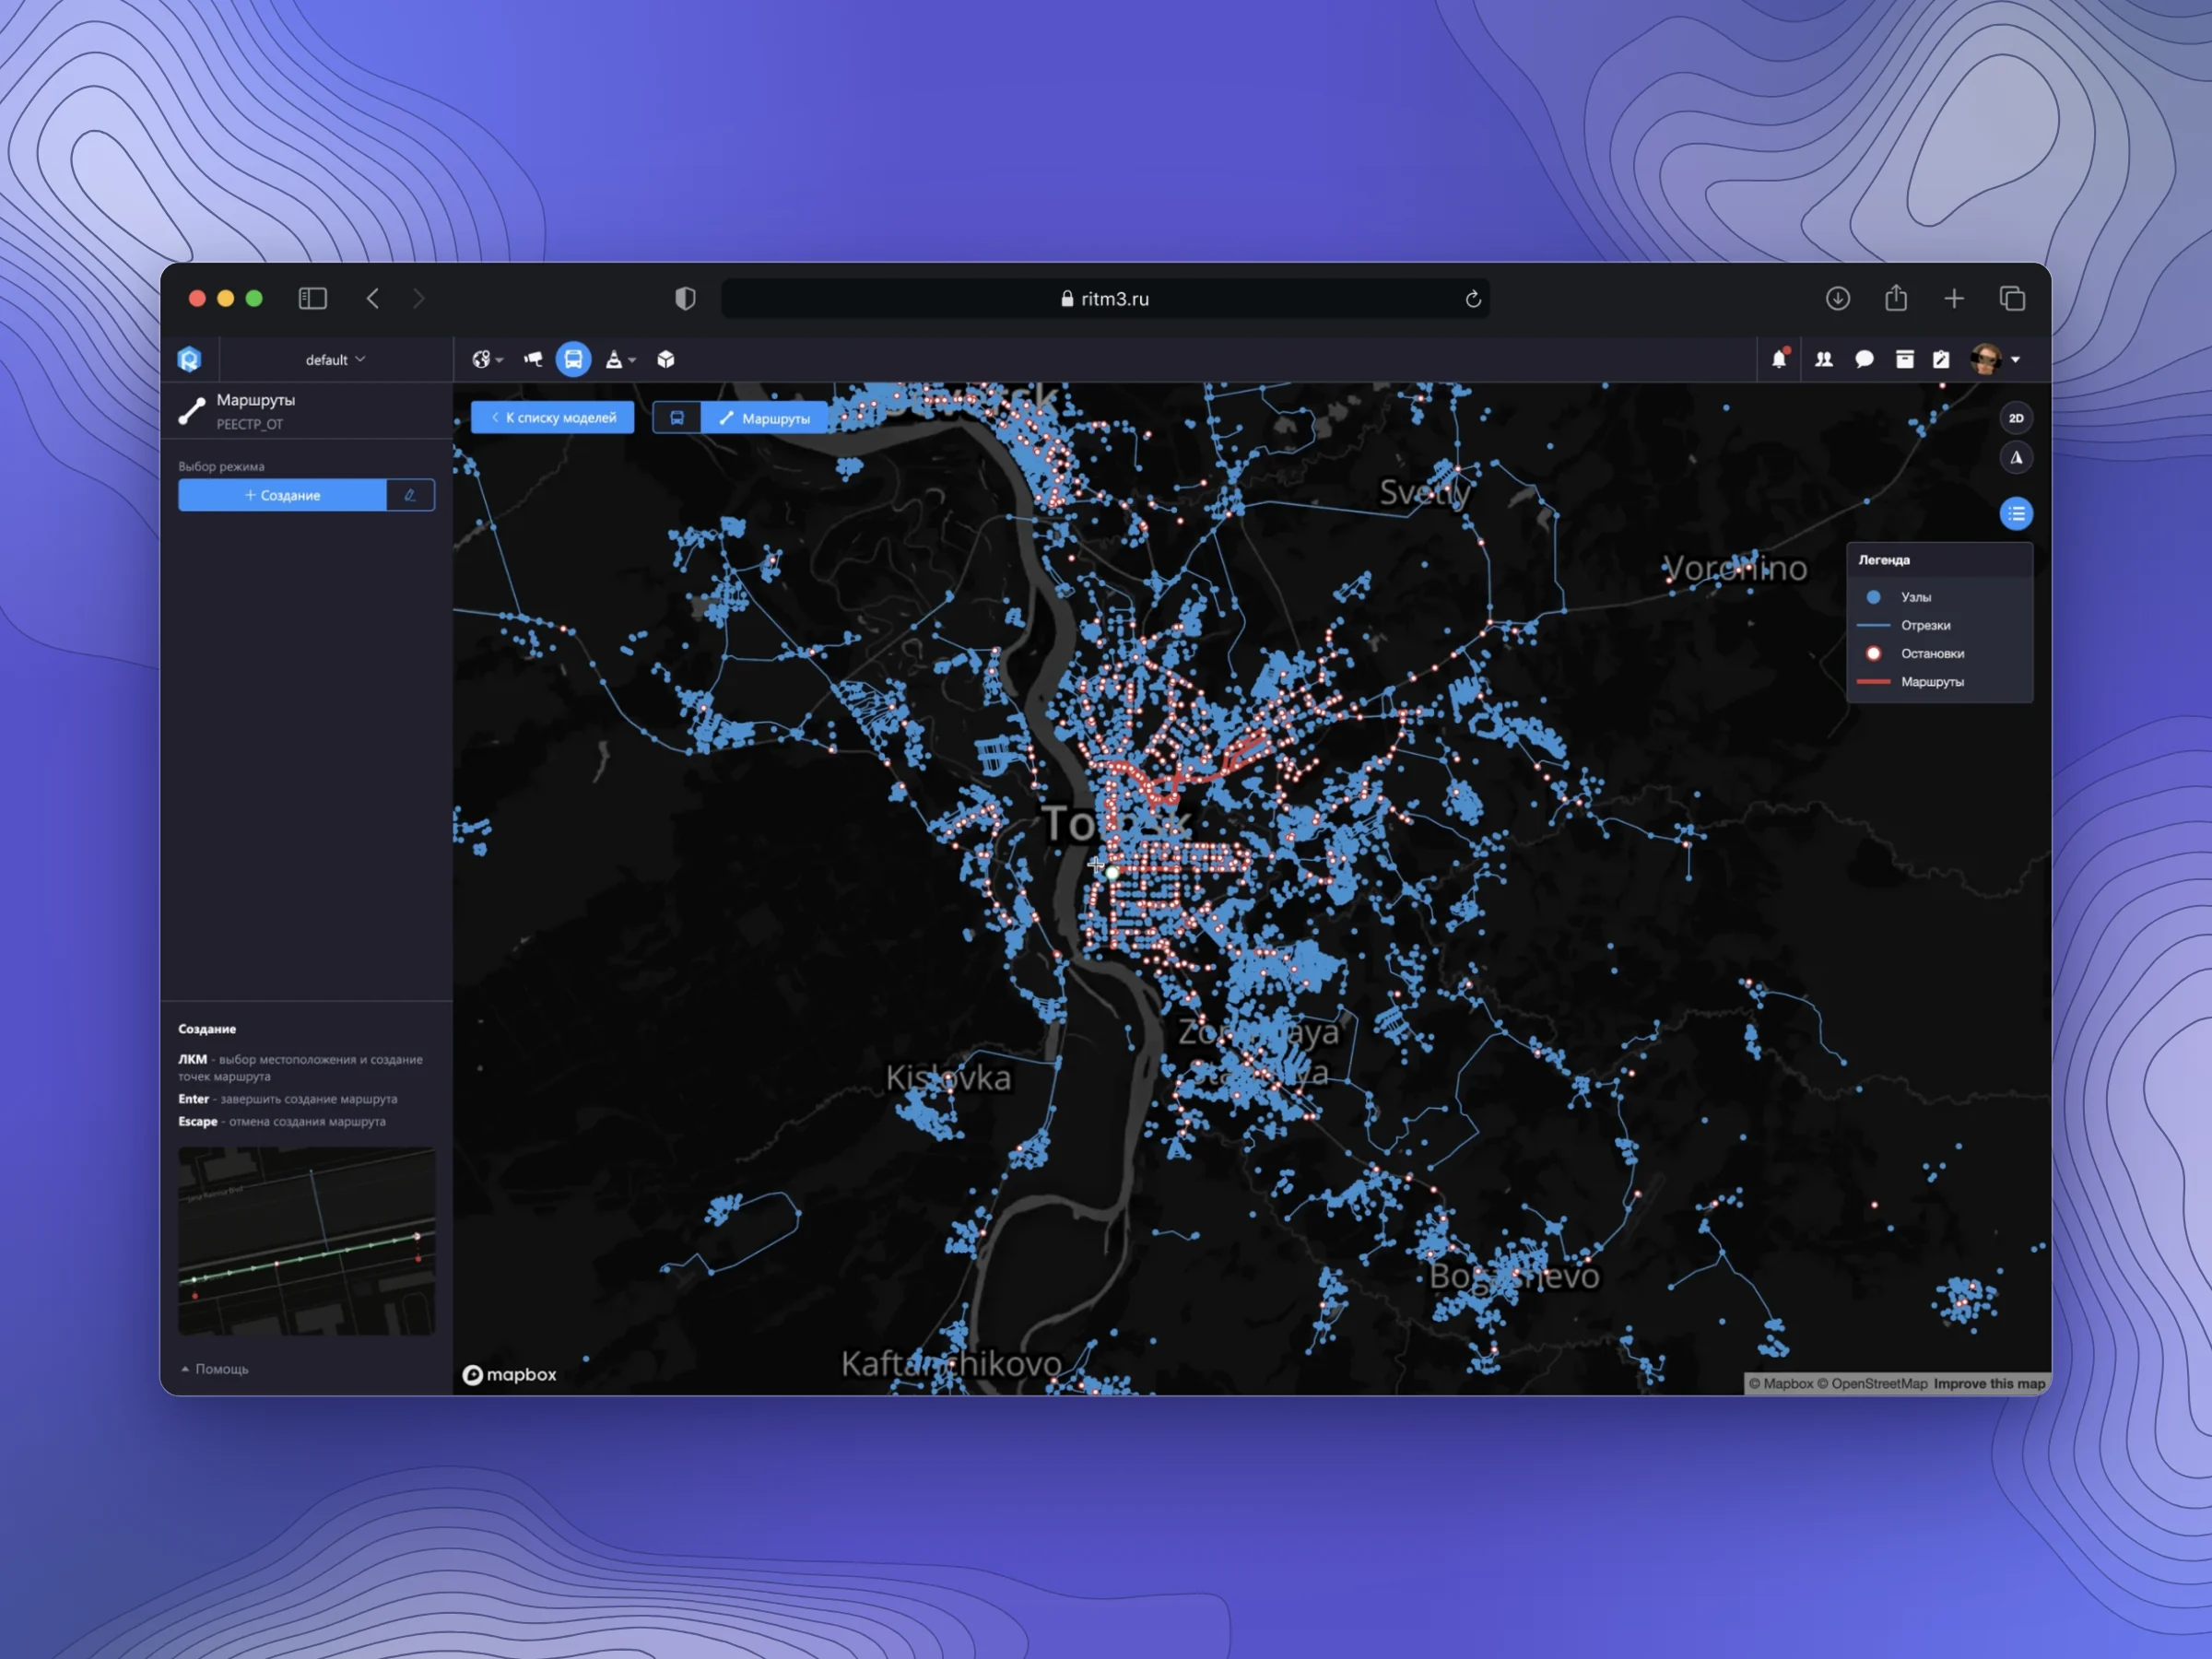 ritm3.ru
default
Маршруты
РЕЕСТР_ОТ
Выбор режима
+ Создание
К списку моделей
Маршруты
2D
Svetly
Voronino
Легенда
Узлы
Отрезки
Остановки
Маршруты
Kislovka
Создание
ЛКМ - выбор местоположения и создание
точек маршрута
Enter - завершить создание маршрута
Escape - отмена создания маршрута
Помощь
mapbox
© Mapbox © OpenStreetMap Improve this map